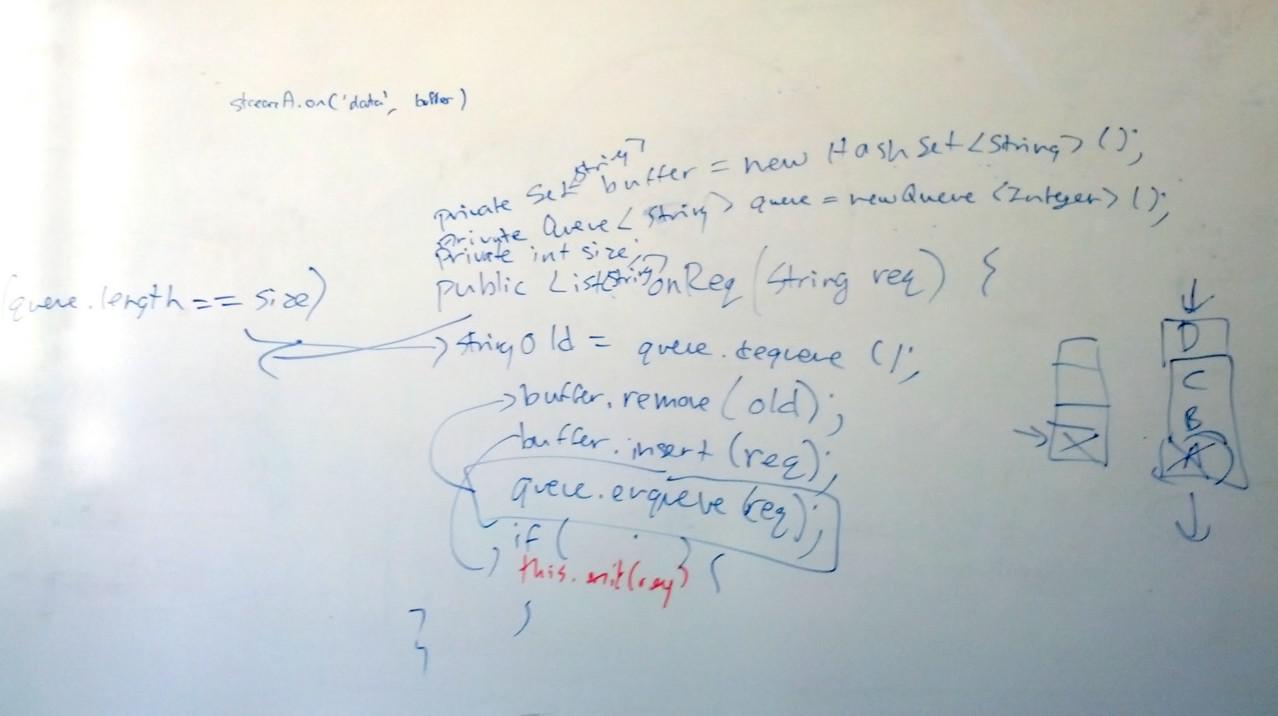 streamA.on('data', buffer)
private Set<String> buffer = new HashSet<String>();
private Queue<String> queue = newQueue<Integer>();
private int size;
public List<String> onReq(String req) {
(queue.length == size)
String old = queue.dequeue();
buffer.remove(old);
buffer.insert(req);
queue.enqueue(req);
if ( ) {
this.emit(req)
}
}
D
C
B
A
X